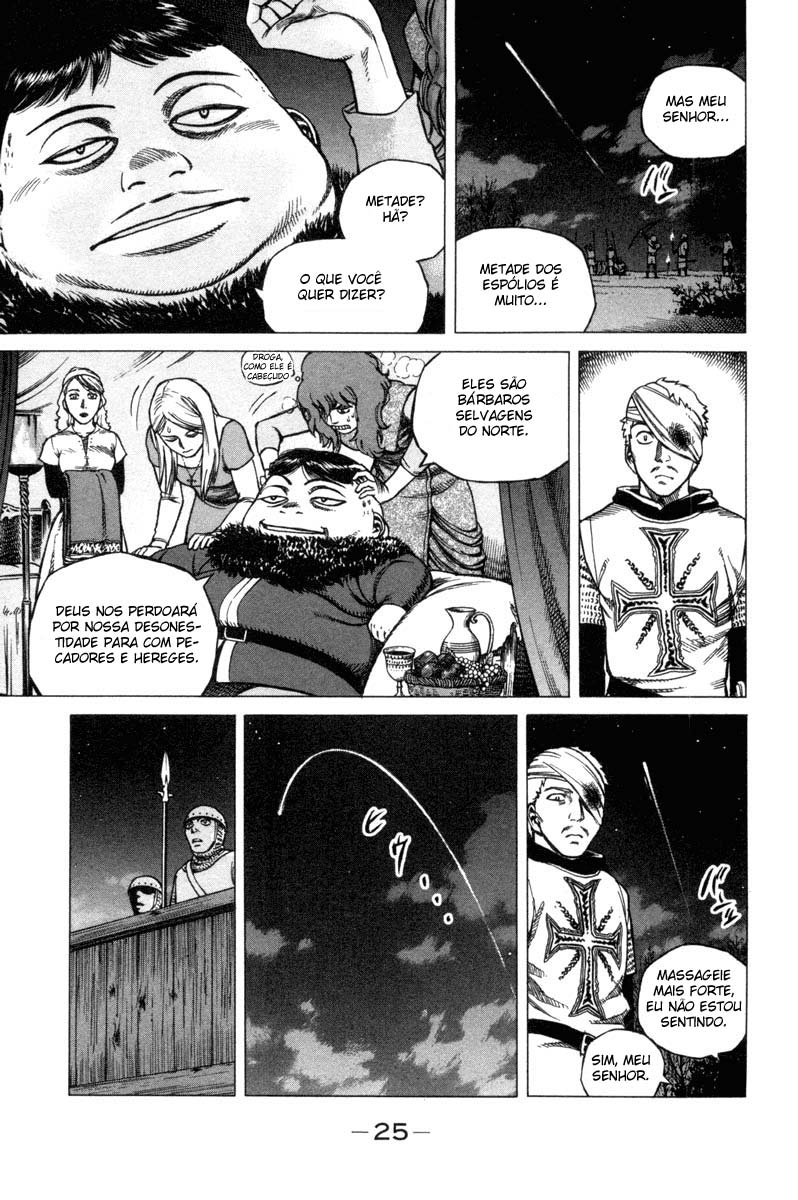 MAS MEU
SENHOR...
METADE DOS
ESPÓLIOS É
MUITO...
METADE?
HÃ?
O QUE VOCÊ
QUER DIZER?
ELES SÃO
BÁRBAROS
SELVAGENS
DO NORTE.
DROGA,
COMO ELE É
CABEÇUDO
DEUS NOS PERDOARÁ
POR NOSSA DESONES-
TIDADE PARA COM PE-
CADORES E HEREGES.
MASSAGEIE
MAIS FORTE,
EU NÃO ESTOU
SENTINDO.
SIM, MEU
SENHOR.
ヒウ・・・・
—25—